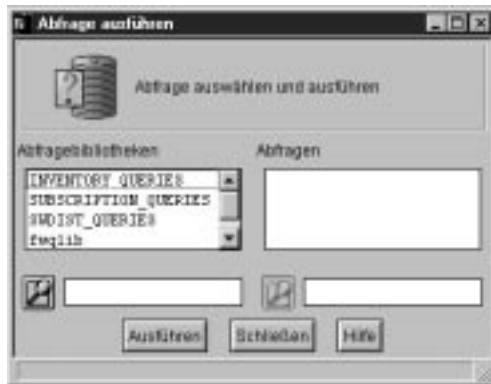 Abfrage ausführen
Abfrage auswählen und ausführen
Abfragebibliotheken
Abfragen
INVENTORY_QUERIES
SUBSCRIPTION_QUERIES
SWDIST_QUERIES
fwqlib
Ausführen
Schließen
Hilfe